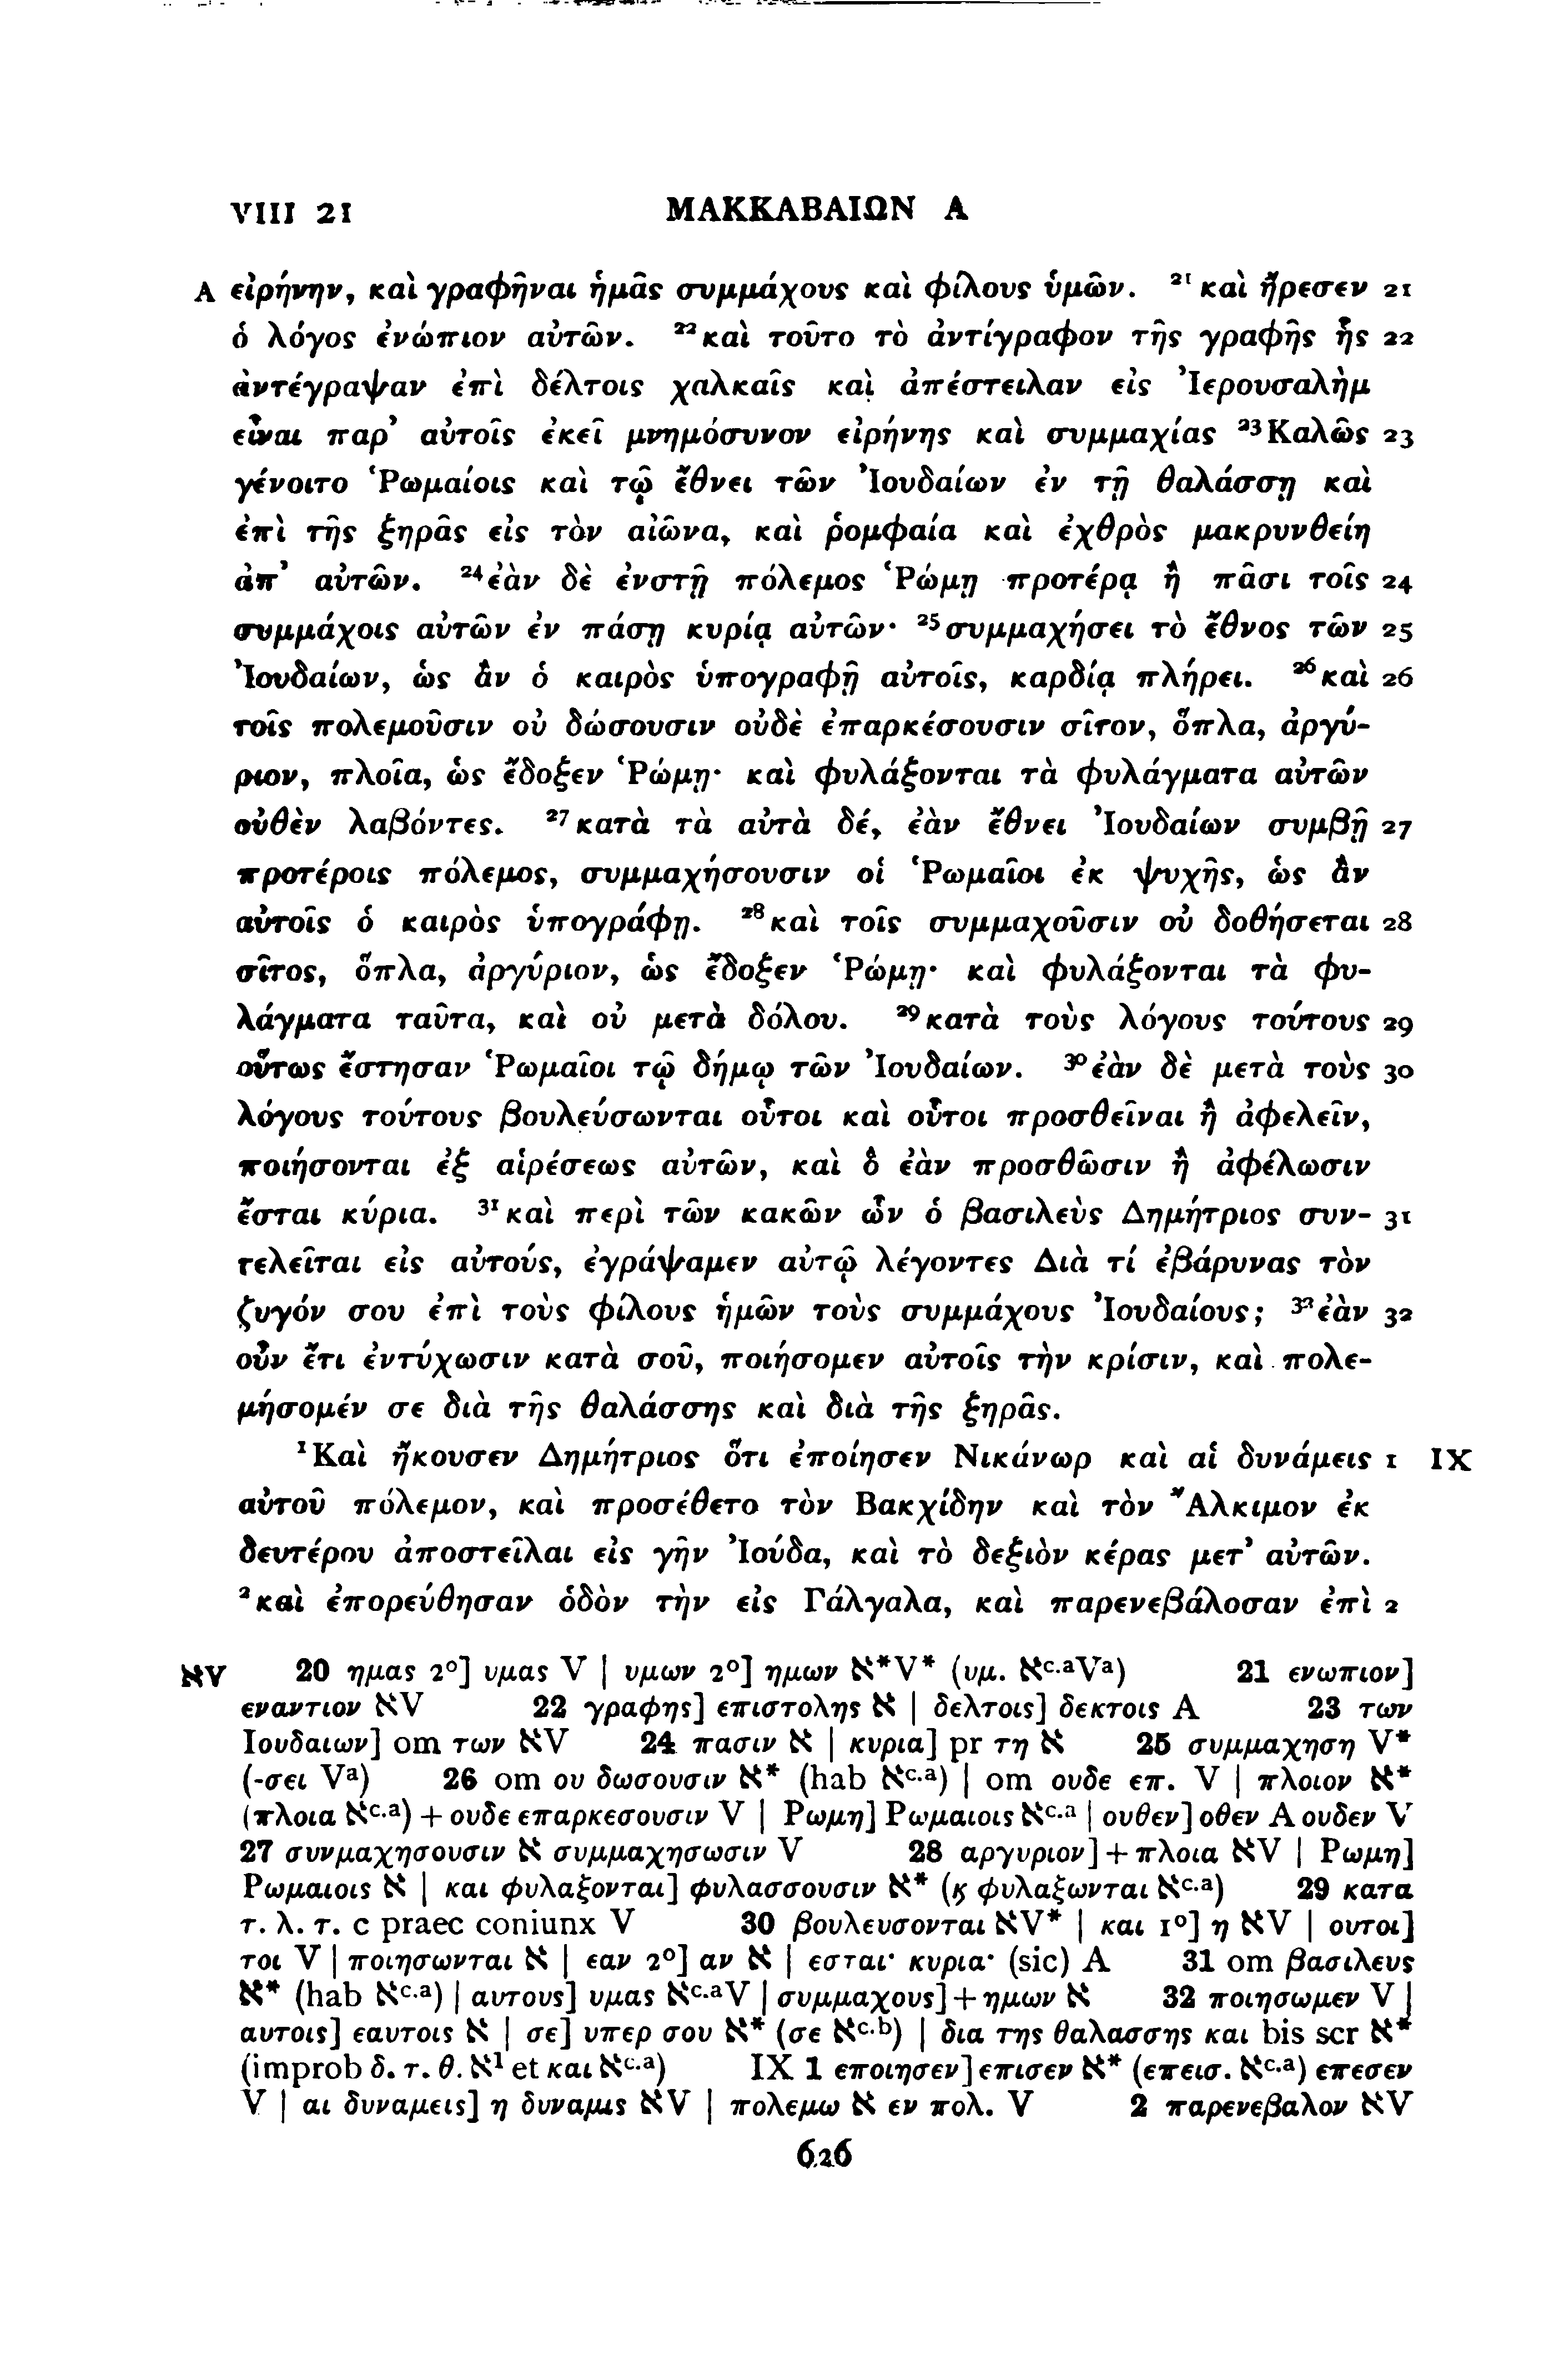 VIII 21 ΜΑΚΚΑΒΑΙΩΝ Α
A εἰρήνην, καὶ γραφῆναι ἡμᾶς συμμάχους καὶ φίλους ὑμῶν. ²¹καὶ ἤρεσεν 21
ὁ λόγος ἐνώπιον αὐτῶν. ²²καὶ τοῦτο τὸ ἀντίγραφον τῆς γραφῆς ἧς 22
ἀντέγραψαν ἐπὶ δέλτοις χαλκαῖς καὶ ἀπέστειλαν εἰς Ἰερουσαλὴμ
εἶναι παρ’ αὐτοῖς ἐκεῖ μνημόσυνον εἰρήνης καὶ συμμαχίας ²³Καλῶς 23
γένοιτο Ῥωμαίοις καὶ τῷ ἔθνει τῶν Ἰουδαίων ἐν τῇ θαλάσσῃ καὶ
ἐπὶ τῆς ξηρᾶς εἰς τὸν αἰῶνα, καὶ ῥομφαία καὶ ἐχθρὸς μακρυνθείη
ἀπ’ αὐτῶν. ²⁴ἐὰν δὲ ἐνστῇ πόλεμος Ῥώμῃ προτέρᾳ ἢ πᾶσι τοῖς 24
συμμάχοις αὐτῶν ἐν πάσῃ κυρίᾳ αὐτῶν· ²⁵συμμαχήσει τὸ ἔθνος τῶν 25
Ἰουδαίων, ὡς ἂν ὁ καιρὸς ὑπογραφῇ αὐτοῖς, καρδίᾳ πλήρει. ²⁶καὶ 26
τοῖς πολεμοῦσιν οὐ δώσουσιν οὐδὲ ἐπαρκέσουσιν σῖτον, ὅπλα, ἀργύ-
ριον, πλοῖα, ὡς ἔδοξεν Ῥώμῃ· καὶ φυλάξονται τὰ φυλάγματα αὐτῶν
οὐθὲν λαβόντες. ²⁷κατὰ τὰ αὐτὰ δέ, ἐὰν ἔθνει Ἰουδαίων συμβῇ 27
προτέροις πόλεμος, συμμαχήσουσιν οἱ Ῥωμαῖοι ἐκ ψυχῆς, ὡς ἂν
αὐτοῖς ὁ καιρὸς ὑπογράφῃ. ²⁸καὶ τοῖς συμμαχοῦσιν οὐ δοθήσεται 28
σῖτος, ὅπλα, ἀργύριον, ὡς ἔδοξεν Ῥώμῃ· καὶ φυλάξονται τὰ φυ-
λάγματα ταῦτα, καὶ οὐ μετὰ δόλου. ²⁹κατὰ τοὺς λόγους τούτους 29
οὕτως ἔστησαν Ῥωμαῖοι τῷ δήμῳ τῶν Ἰουδαίων. ³⁰ἐὰν δὲ μετὰ τοὺς 30
λόγους τούτους βουλεύσωνται οὗτοι καὶ οὗτοι προσθεῖναι ἢ ἀφελεῖν,
ποιήσονται ἐξ αἱρέσεως αὐτῶν, καὶ ὃ ἐὰν προσθῶσιν ἢ ἀφέλωσιν
ἔσται κύρια. ³¹καὶ περὶ τῶν κακῶν ὧν ὁ βασιλεὺς Δημήτριος συν- 31
τελεῖται εἰς αὐτούς, ἐγράψαμεν αὐτῷ λέγοντες Διὰ τί ἐβάρυνας τὸν
ζυγόν σου ἐπὶ τοὺς φίλους ἡμῶν τοὺς συμμάχους Ἰουδαίους; ³²ἐὰν 32
οὖν ἔτι ἐντύχωσιν κατὰ σοῦ, ποιήσομεν αὐτοῖς τὴν κρίσιν, καὶ πολε-
μήσομέν σε διὰ τῆς θαλάσσης καὶ διὰ τῆς ξηρᾶς.
¹Καὶ ἤκουσεν Δημήτριος ὅτι ἐποίησεν Νικάνωρ καὶ αἱ δυνάμεις 1 IX
αὐτοῦ πόλεμον, καὶ προσέθετο τὸν Βακχίδην καὶ τὸν Ἄλκιμον ἐκ
δευτέρου ἀποστεῖλαι εἰς γῆν Ἰούδα, καὶ τὸ δεξιὸν κέρας μετ’ αὐτῶν.
²καὶ ἐπορεύθησαν ὁδὸν τὴν εἰς Γάλγαλα, καὶ παρενεβάλοσαν ἐπὶ 2
ℵV 20 ημας 2°] υμας V | υμων 2°] ημων ℵ*V* (υμ. ℵᶜ·ᵃVᵃ) 21 ενωπιον]
εναντιον ℵV 22 γραφης] επιστολης ℵ | δελτοις] δεκτοις A 23 των
Ιουδαιων] om των ℵV 24 πασιν ℵ | κυρια] pr τη ℵ 25 συμμαχηση V*
(-σει Vᵃ) 26 om ου δωσουσιν ℵ* (hab ℵᶜ·ᵃ) | om ουδε επ. V | πλοιον ℵ*
(πλοια ℵᶜ·ᵃ) + ουδε επαρκεσουσιν V | Ρωμη] Ρωμαιοις ℵᶜ·ᵃ | ουθεν] οθεν A ουδεν V
27 συνμαχησουσιν ℵ συμμαχησωσιν V 28 αργυριον] + πλοια ℵV | Ρωμη]
Ρωμαιοις ℵ | και φυλαξονται] φυλασσουσιν ℵ* (ϗ φυλαξωνται ℵᶜ·ᵃ) 29 κατα
τ. λ. τ. c praec coniunx V 30 βουλευσονται ℵV* | και 1°] η ℵV | ουτοι]
τοι V | ποιησωνται ℵ | εαν 2°] αν ℵ | εσται· κυρια· (sic) A 31 om βασιλευς
ℵ* (hab ℵᶜ·ᵃ) | αυτους] υμας ℵᶜ·ᵃV | συμμαχους] + ημων ℵ 32 ποιησωμεν V |
αυτοις] εαυτοις ℵ | σε] υπερ σου ℵ* (σε ℵᶜ·ᵇ) | δια της θαλασσης και bis scr ℵ*
(improb δ. τ. θ. ℵ¹ et και ℵᶜ·ᵃ) IX 1 εποιησεν] επισεν ℵ* (επεισ. ℵᶜ·ᵃ) επεσεν
V | αι δυναμεις] η δυναμις ℵV | πολεμω ℵ εν πολ. V 2 παρενεβαλον ℵV
626